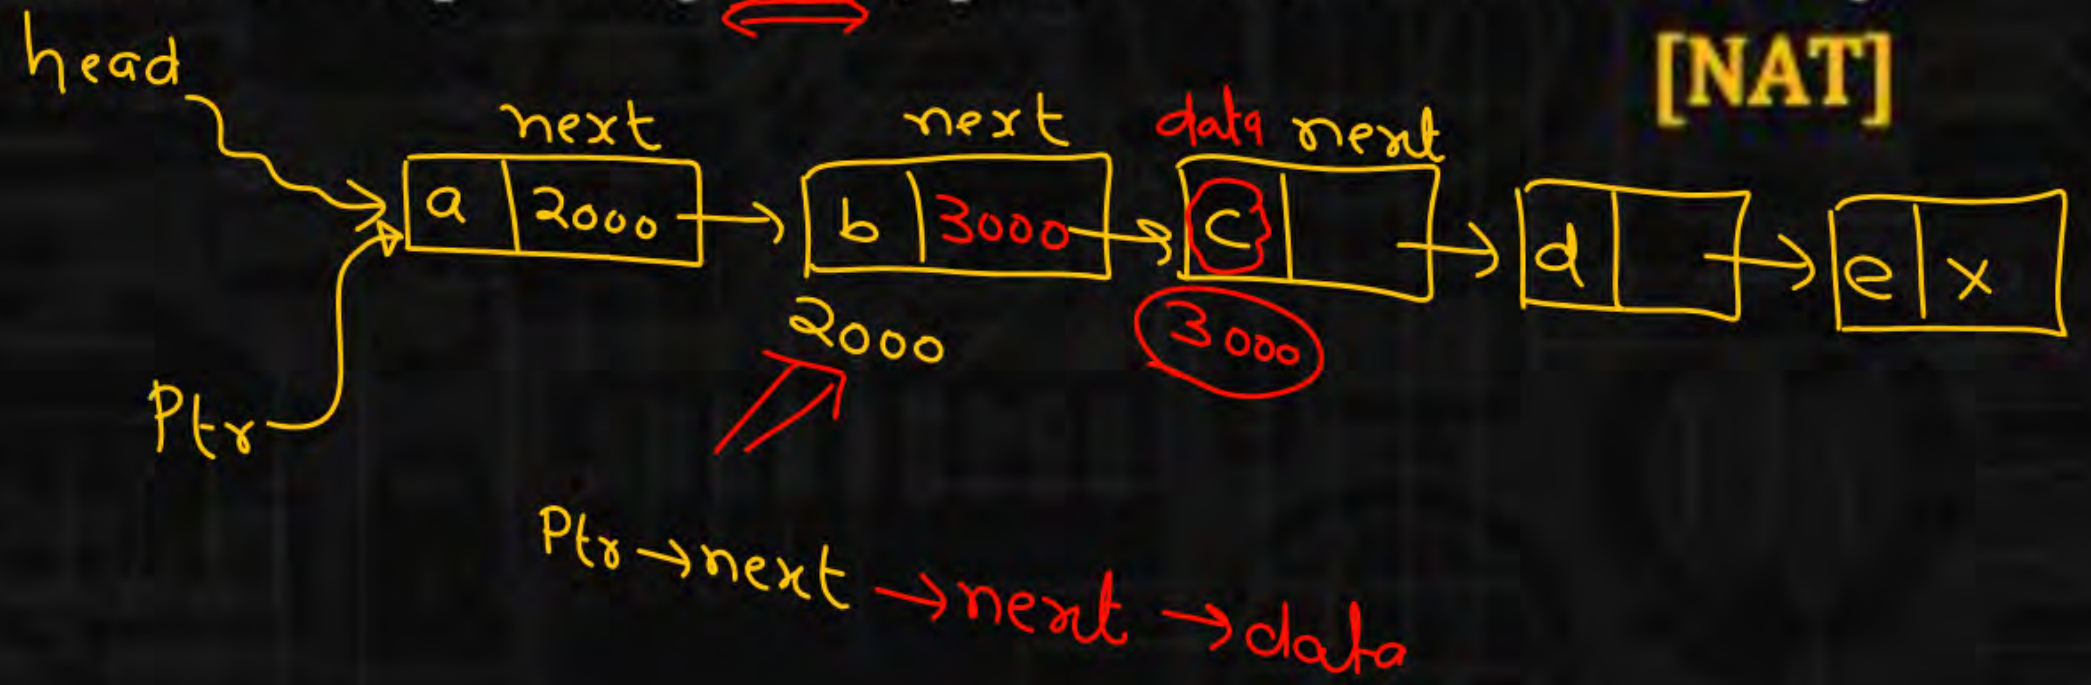 [NAT]
head
next next data next
a 2000 b 3000 c d e x
2000 3000
Ptr
Ptr→next→next→data